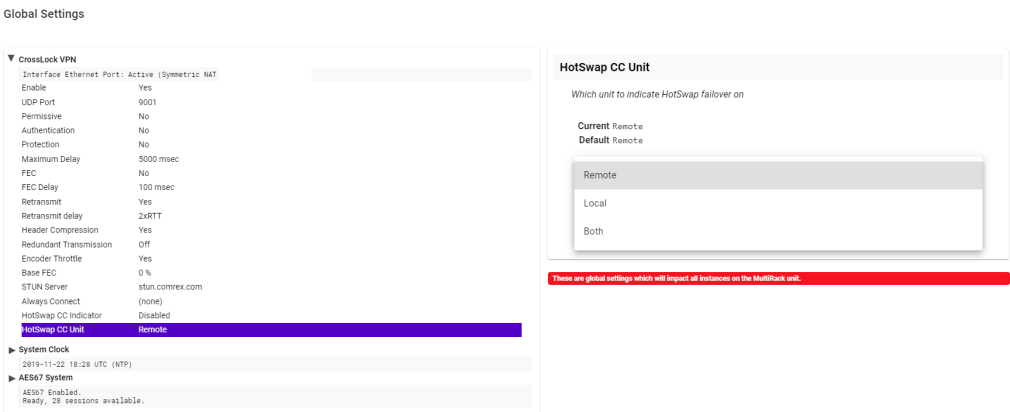 Global Settings
CrossLock VPN
Interface Ethernet Port: Active (Symmetric NAT
Enable Yes
UDP Port 9001
Permissive No
Authentication No
Protection No
Maximum Delay 5000 msec
FEC No
FEC Delay 100 msec
Retransmit Yes
Retransmit delay 2xRTT
Header Compression Yes
Redundant Transmission Off
Encoder Throttle Yes
Base FEC 0 %
STUN Server stun.comrex.com
Always Connect (none)
HotSwap CC Indicator Disabled
HotSwap CC Unit Remote
System Clock
2019-11-22 18:28 UTC (NTP)
AES67 System
AES67 Enabled.
Ready, 28 sessions available.
HotSwap CC Unit
Which unit to indicate HotSwap failover on
Current Remote
Default Remote
Remote
Local
Both
These are global settings which will impact all instances on the MultiRack unit.